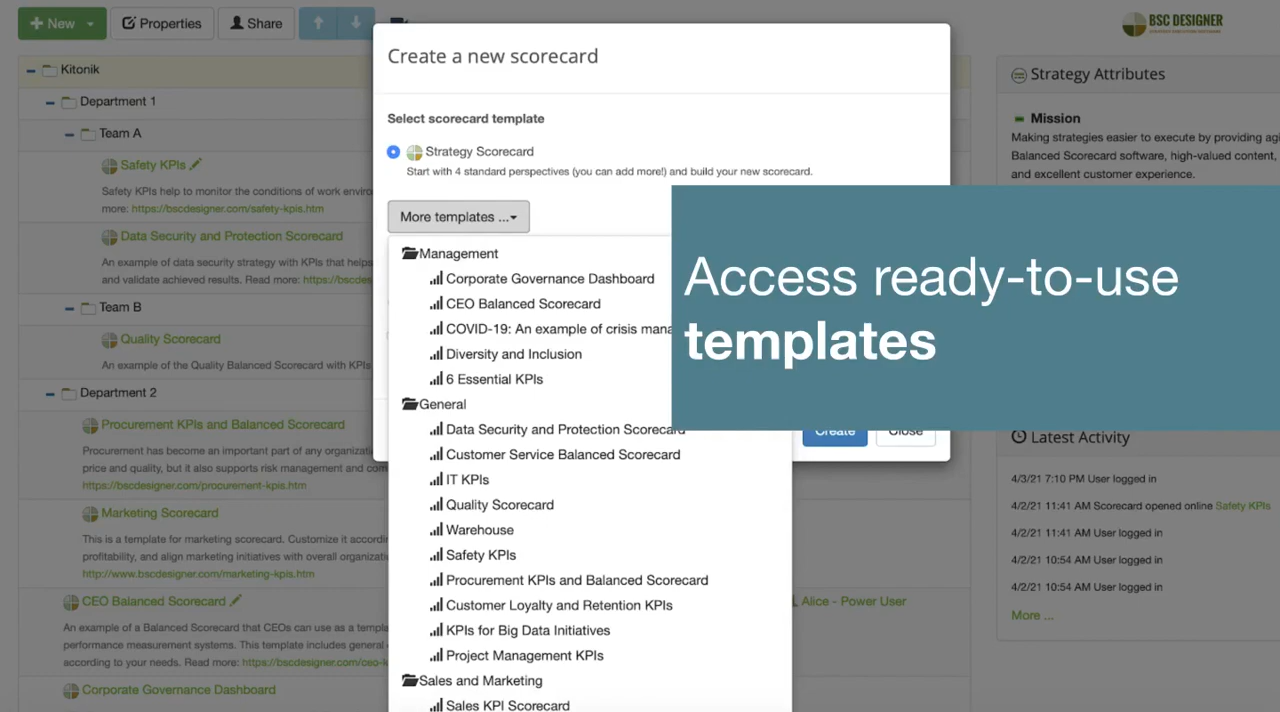 New
Properties
Share
BSC DESIGNER
Create a new scorecard
Select scorecard template
Strategy Scorecard
Start with 4 standard perspectives (you can add more!) and build your new scorecard.
More templates ...
Management
Corporate Governance Dashboard
CEO Balanced Scorecard
COVID-19: An example of crisis mana
Diversity and Inclusion
6 Essential KPIs
General
Data Security and Protection Scorecard
Customer Service Balanced Scorecard
IT KPIs
Quality Scorecard
Warehouse
Safety KPIs
Procurement KPIs and Balanced Scorecard
Customer Loyalty and Retention KPIs
KPIs for Big Data Initiatives
Project Management KPIs
Sales and Marketing
Sales KPI Scorecard
Create
Close
Access ready-to-use
templates
Kitonik
Department 1
Team A
Safety KPIs
Safety KPIs help to monitor the conditions of work enviro
more: https://bscdesigner.com/safety-kpis.htm
Data Security and Protection Scorecard
An example of data security strategy with KPIs that helps
and validate achieved results. Read more: https://bscdes
Team B
Quality Scorecard
An example of the Quality Balanced Scorecard with KPIs
Department 2
Procurement KPIs and Balanced Scorecard
Procurement has become an important part of any organizati
price and quality, but it also supports risk management and com
https://bscdesigner.com/procurement-kpis.htm
Marketing Scorecard
This is a template for marketing scorecard. Customize it accordin
profitability, and align marketing initiatives with overall organizatio
http://www.bscdesigner.com/marketing-kpis.htm
CEO Balanced Scorecard
An example of a Balanced Scorecard that CEOs can use as a templa
performance measurement systems. This template includes general
according to your needs. Read more: https://bscdesigner.com/ceo-k
Corporate Governance Dashboard
Alice - Power User
Strategy Attributes
Mission
Making strategies easier to execute by providing agi
Balanced Scorecard software, high-valued content,
and excellent customer experience.
Latest Activity
4/3/21 7:10 PM User logged in
4/2/21 11:41 AM Scorecard opened online Safety KPIs
4/2/21 11:41 AM User logged in
4/2/21 10:54 AM User logged in
4/2/21 10:54 AM User logged in
More ...